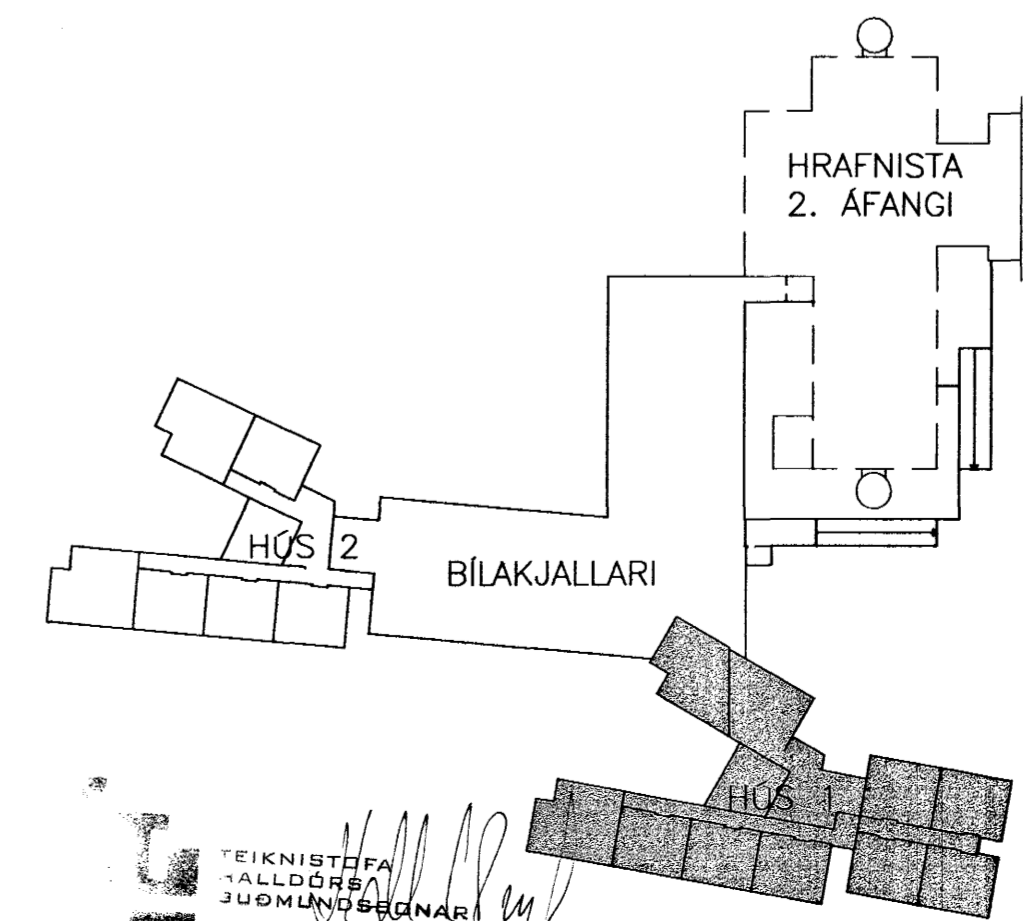 HRAFNISTA
2. ÁFANGI
HÚS 2
BÍLAKJALLARI
HÚS 1
TEIKNISTOFA
HALLDÓRS
GUÐMUNDSSONAR